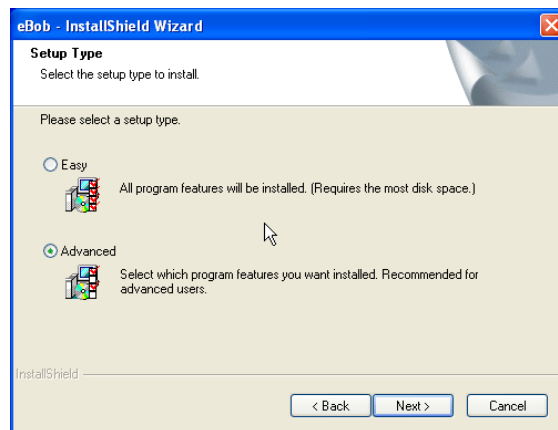 eBob - InstallShield Wizard
Setup Type
Select the setup type to install.
Please select a setup type.
Easy
All program features will be installed. (Requires the most disk space.)
Advanced
Select which program features you want installed. Recommended for
advanced users.
InstallShield
< Back
Next >
Cancel